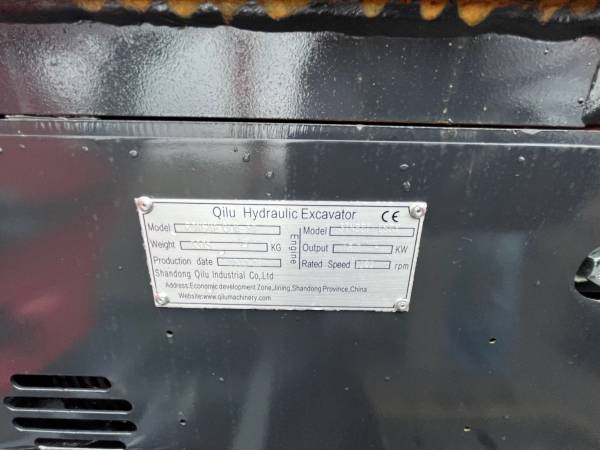 Qilu Hydraulic Excavator CE
Model Model
Weight KG Engine Output KW
Production date Rated Speed rpm
Shandong Qilu Industrial Co,Ltd
Address:Economic development Zone,Jining,Shandong Province,China
Website:www.qilumachinery.com